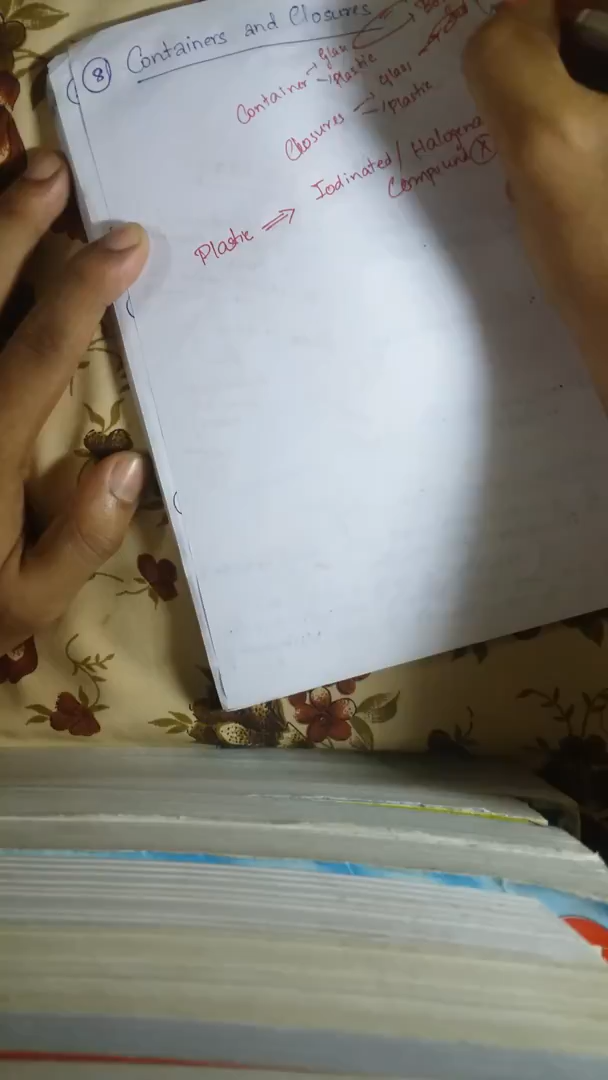 8 Containers and Closures
Container → Glass
→ Plastic
Closures → Glass
→ Plastic
Plastic ⇒ Iodinated / Halogena
Compound X